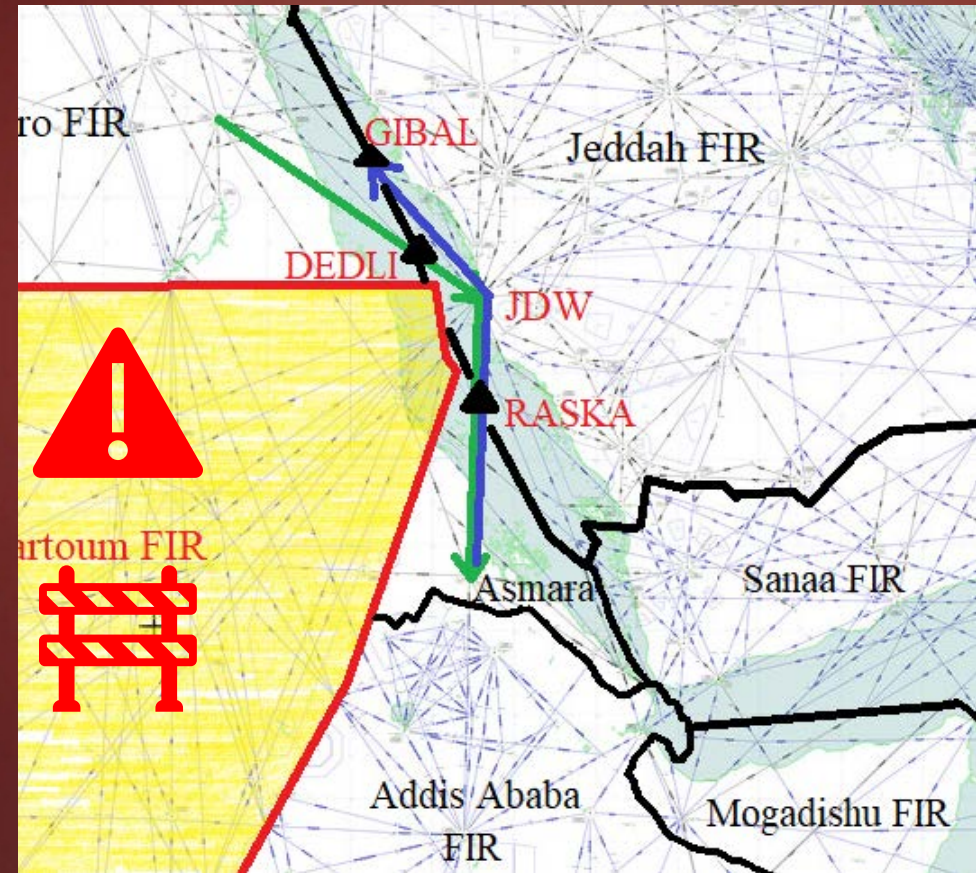 ro FIR
GIBAL
Jeddah FIR
DEDLI
JDW
RASKA
artoum FIR
Sanaa FIR
Asmara
Addis Ababa
FIR
Mogadishu FIR